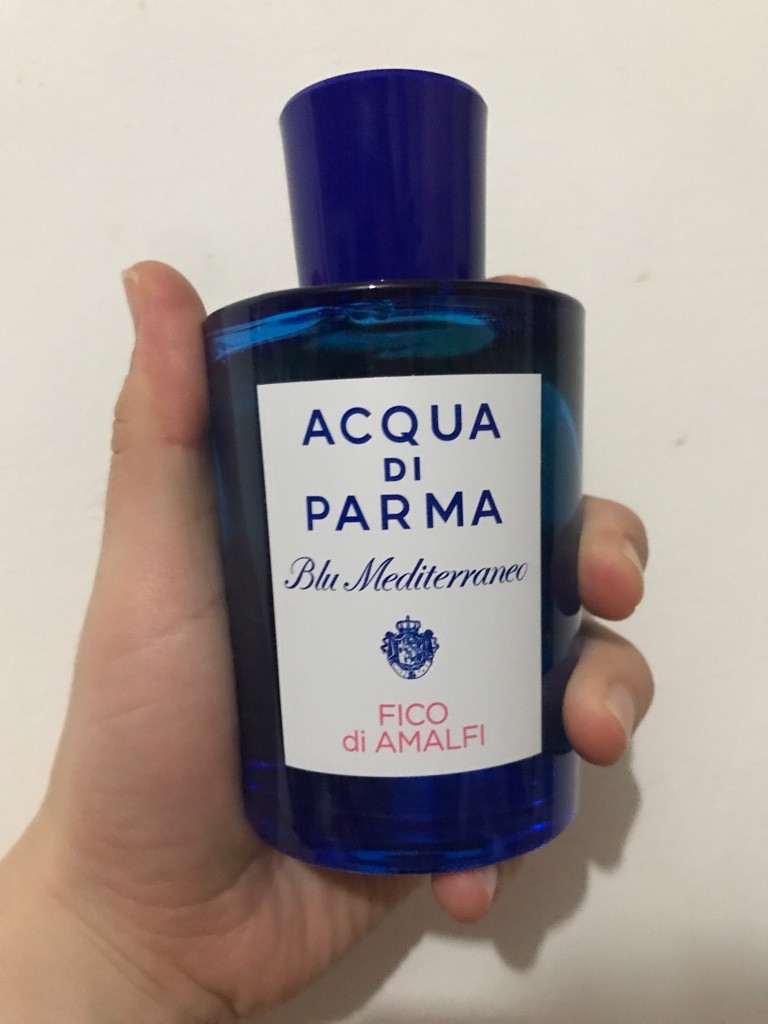 ACQUA
DI
PARMA
Blu Mediterraneo
FICO
di AMALFI